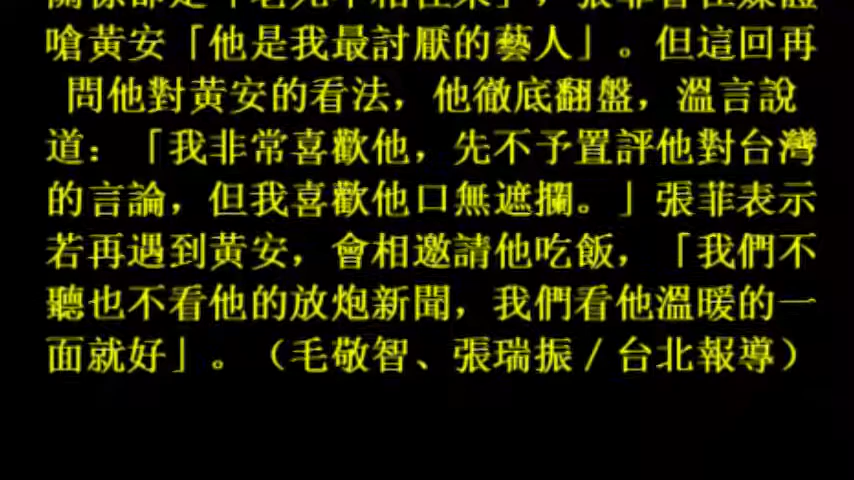 嗆黃安「他是我最討厭的藝人」。但這回再
問他對黃安的看法，他徹底翻盤，溫言說
道：「我非常喜歡他，先不予置評他對台灣
的言論，但我喜歡他口無遮攔。」張菲表示
若再遇到黃安，會相邀請他吃飯，「我們不
聽也不看他的放炮新聞，我們看他溫暖的一
面就好」。（毛敬智、張瑞振／台北報導）